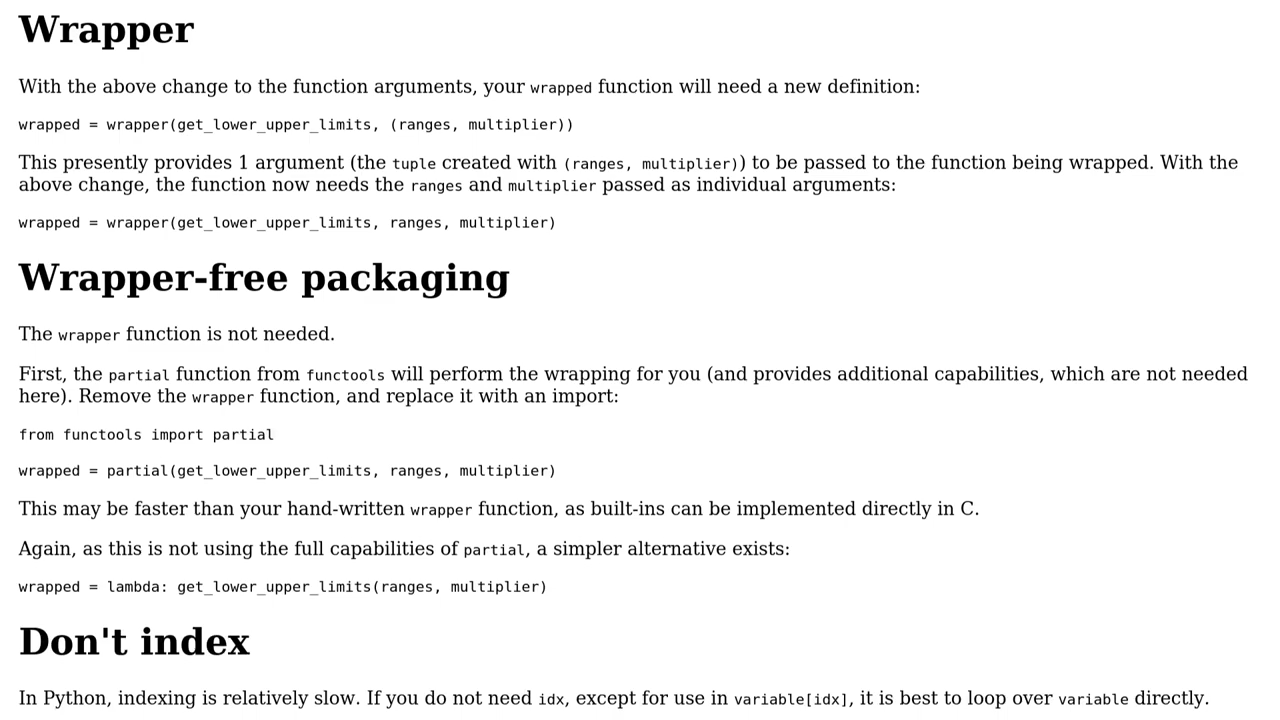 Wrapper
With the above change to the function arguments, your wrapped function will need a new definition:
wrapped = wrapper(get_lower_upper_limits, (ranges, multiplier))
This presently provides 1 argument (the tuple created with (ranges, multiplier)) to be passed to the function being wrapped. With the
above change, the function now needs the ranges and multiplier passed as individual arguments:
wrapped = wrapper(get_lower_upper_limits, ranges, multiplier)
Wrapper-free packaging
The wrapper function is not needed.
First, the partial function from functools will perform the wrapping for you (and provides additional capabilities, which are not needed
here). Remove the wrapper function, and replace it with an import:
from functools import partial
wrapped = partial(get_lower_upper_limits, ranges, multiplier)
This may be faster than your hand-written wrapper function, as built-ins can be implemented directly in C.
Again, as this is not using the full capabilities of partial, a simpler alternative exists:
wrapped = lambda: get_lower_upper_limits(ranges, multiplier)
Don't index
In Python, indexing is relatively slow. If you do not need idx, except for use in variable[idx], it is best to loop over variable directly.